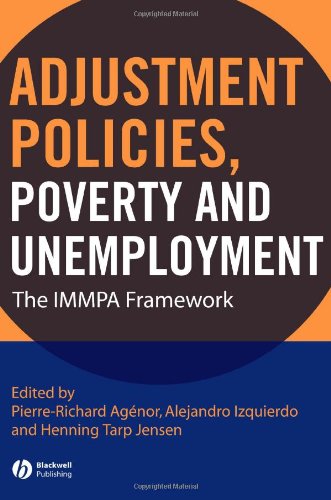 ADJUSTMENT
POLICIES,
POVERTY AND
UNEMPLOYMENT
The IMMPA Framework
Edited by
Pierre-Richard Agénor, Alejandro Izquierdo
and Henning Tarp Jensen
Blackwell
Publishing